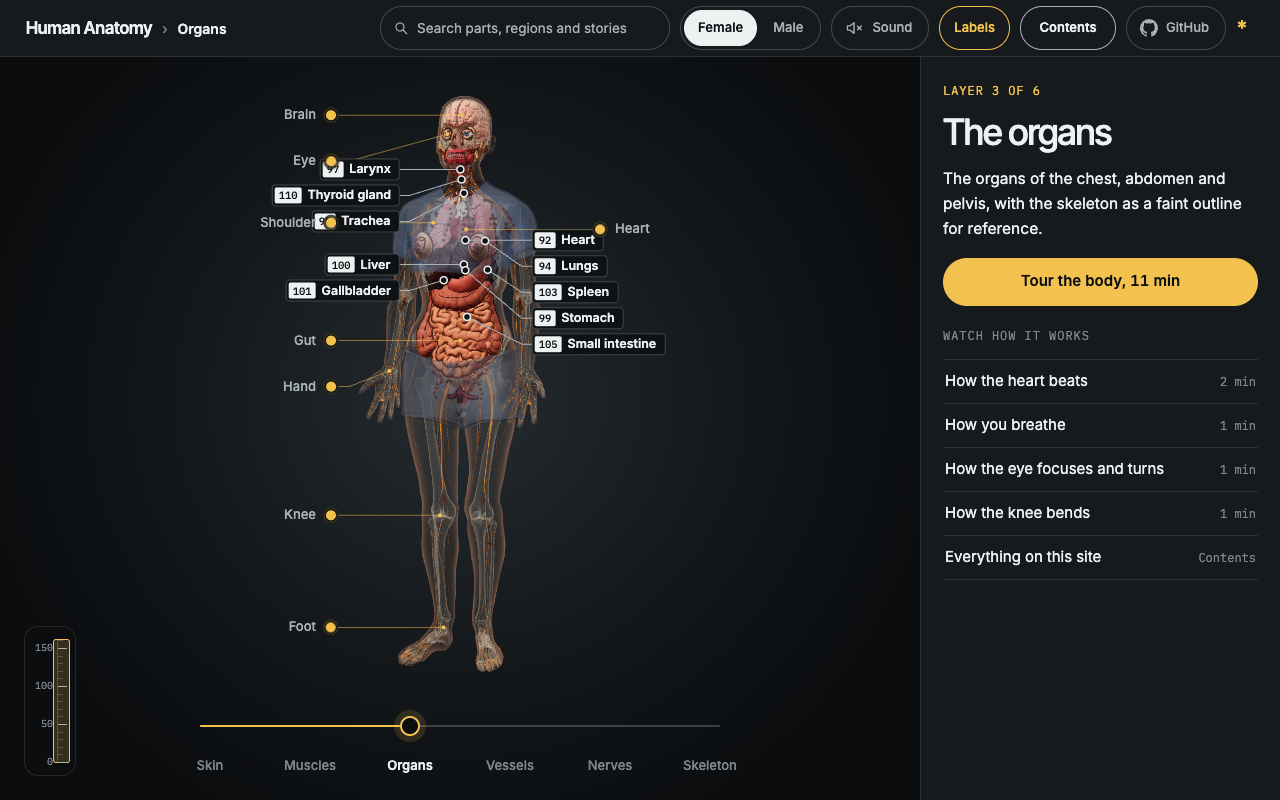 Human Anatomy › Organs
Search parts, regions and stories
Female
Male
Sound
Labels
Contents
GitHub
*
Brain
Eye
Larynx
110 Thyroid gland
Shoulder
Trachea
Heart
92 Heart
100 Liver
94 Lungs
101 Gallbladder
103 Spleen
99 Stomach
Gut
105 Small intestine
Hand
Knee
Foot
150
100
50
0
Skin
Muscles
Organs
Vessels
Nerves
Skeleton
LAYER 3 OF 6
The organs
The organs of the chest, abdomen and
pelvis, with the skeleton as a faint outline
for reference.
Tour the body, 11 min
WATCH HOW IT WORKS
How the heart beats 2 min
How you breathe 1 min
How the eye focuses and turns 1 min
How the knee bends 1 min
Everything on this site Contents